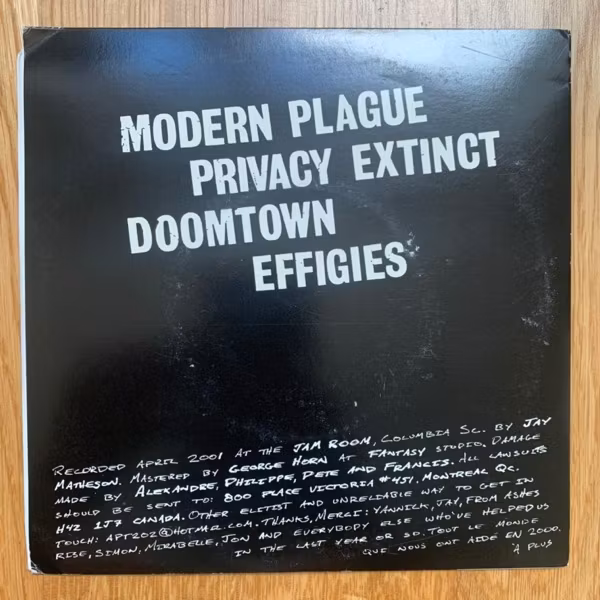 MODERN PLAGUE
PRIVACY EXTINCT
DOOMTOWN
EFFIGIES
RECORDED APRIL 2001 AT THE JAM ROOM, COLUMBIA SC. BY JAY
MATHESON. MASTERED BY GEORGE HORN AT FANTASY STUDIO. DAMAGE
MADE BY ALEXANDRE, PHILIPPE, PETE AND FRANCIS. ALL LAWSUITS
SHOULD BE SENT TO: 800 PLACE VICTORIA #451, MONTREAL QC.
H4Z 1J7 CANADA. OTHER ELITIST AND UNRELIABLE WAY TO GET IN
TOUCH: APT202@HOTMAIL.COM. THANKS, MERCI: YANNICK, JAY, FROM ASHES
RISE, SIMON, MIRABELLE, JON AND EVERYBODY ELSE WHO'VE HELPED US
IN THE LAST YEAR OR SO. TOUT LE MONDE
QUE NOUS ONT AIDÉ EN 2000.
À PLUS